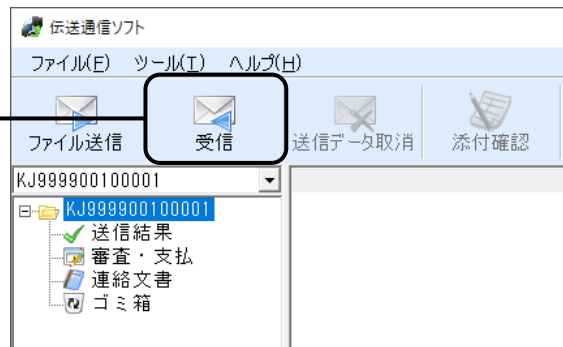 伝送通信ソフト
ファイル(F) ツール(T) ヘルプ(H)
ファイル送信 受信 送信データ取消 添付確認
KJ999900100001
KJ999900100001
送信結果
審査・支払
連絡文書
ゴミ箱